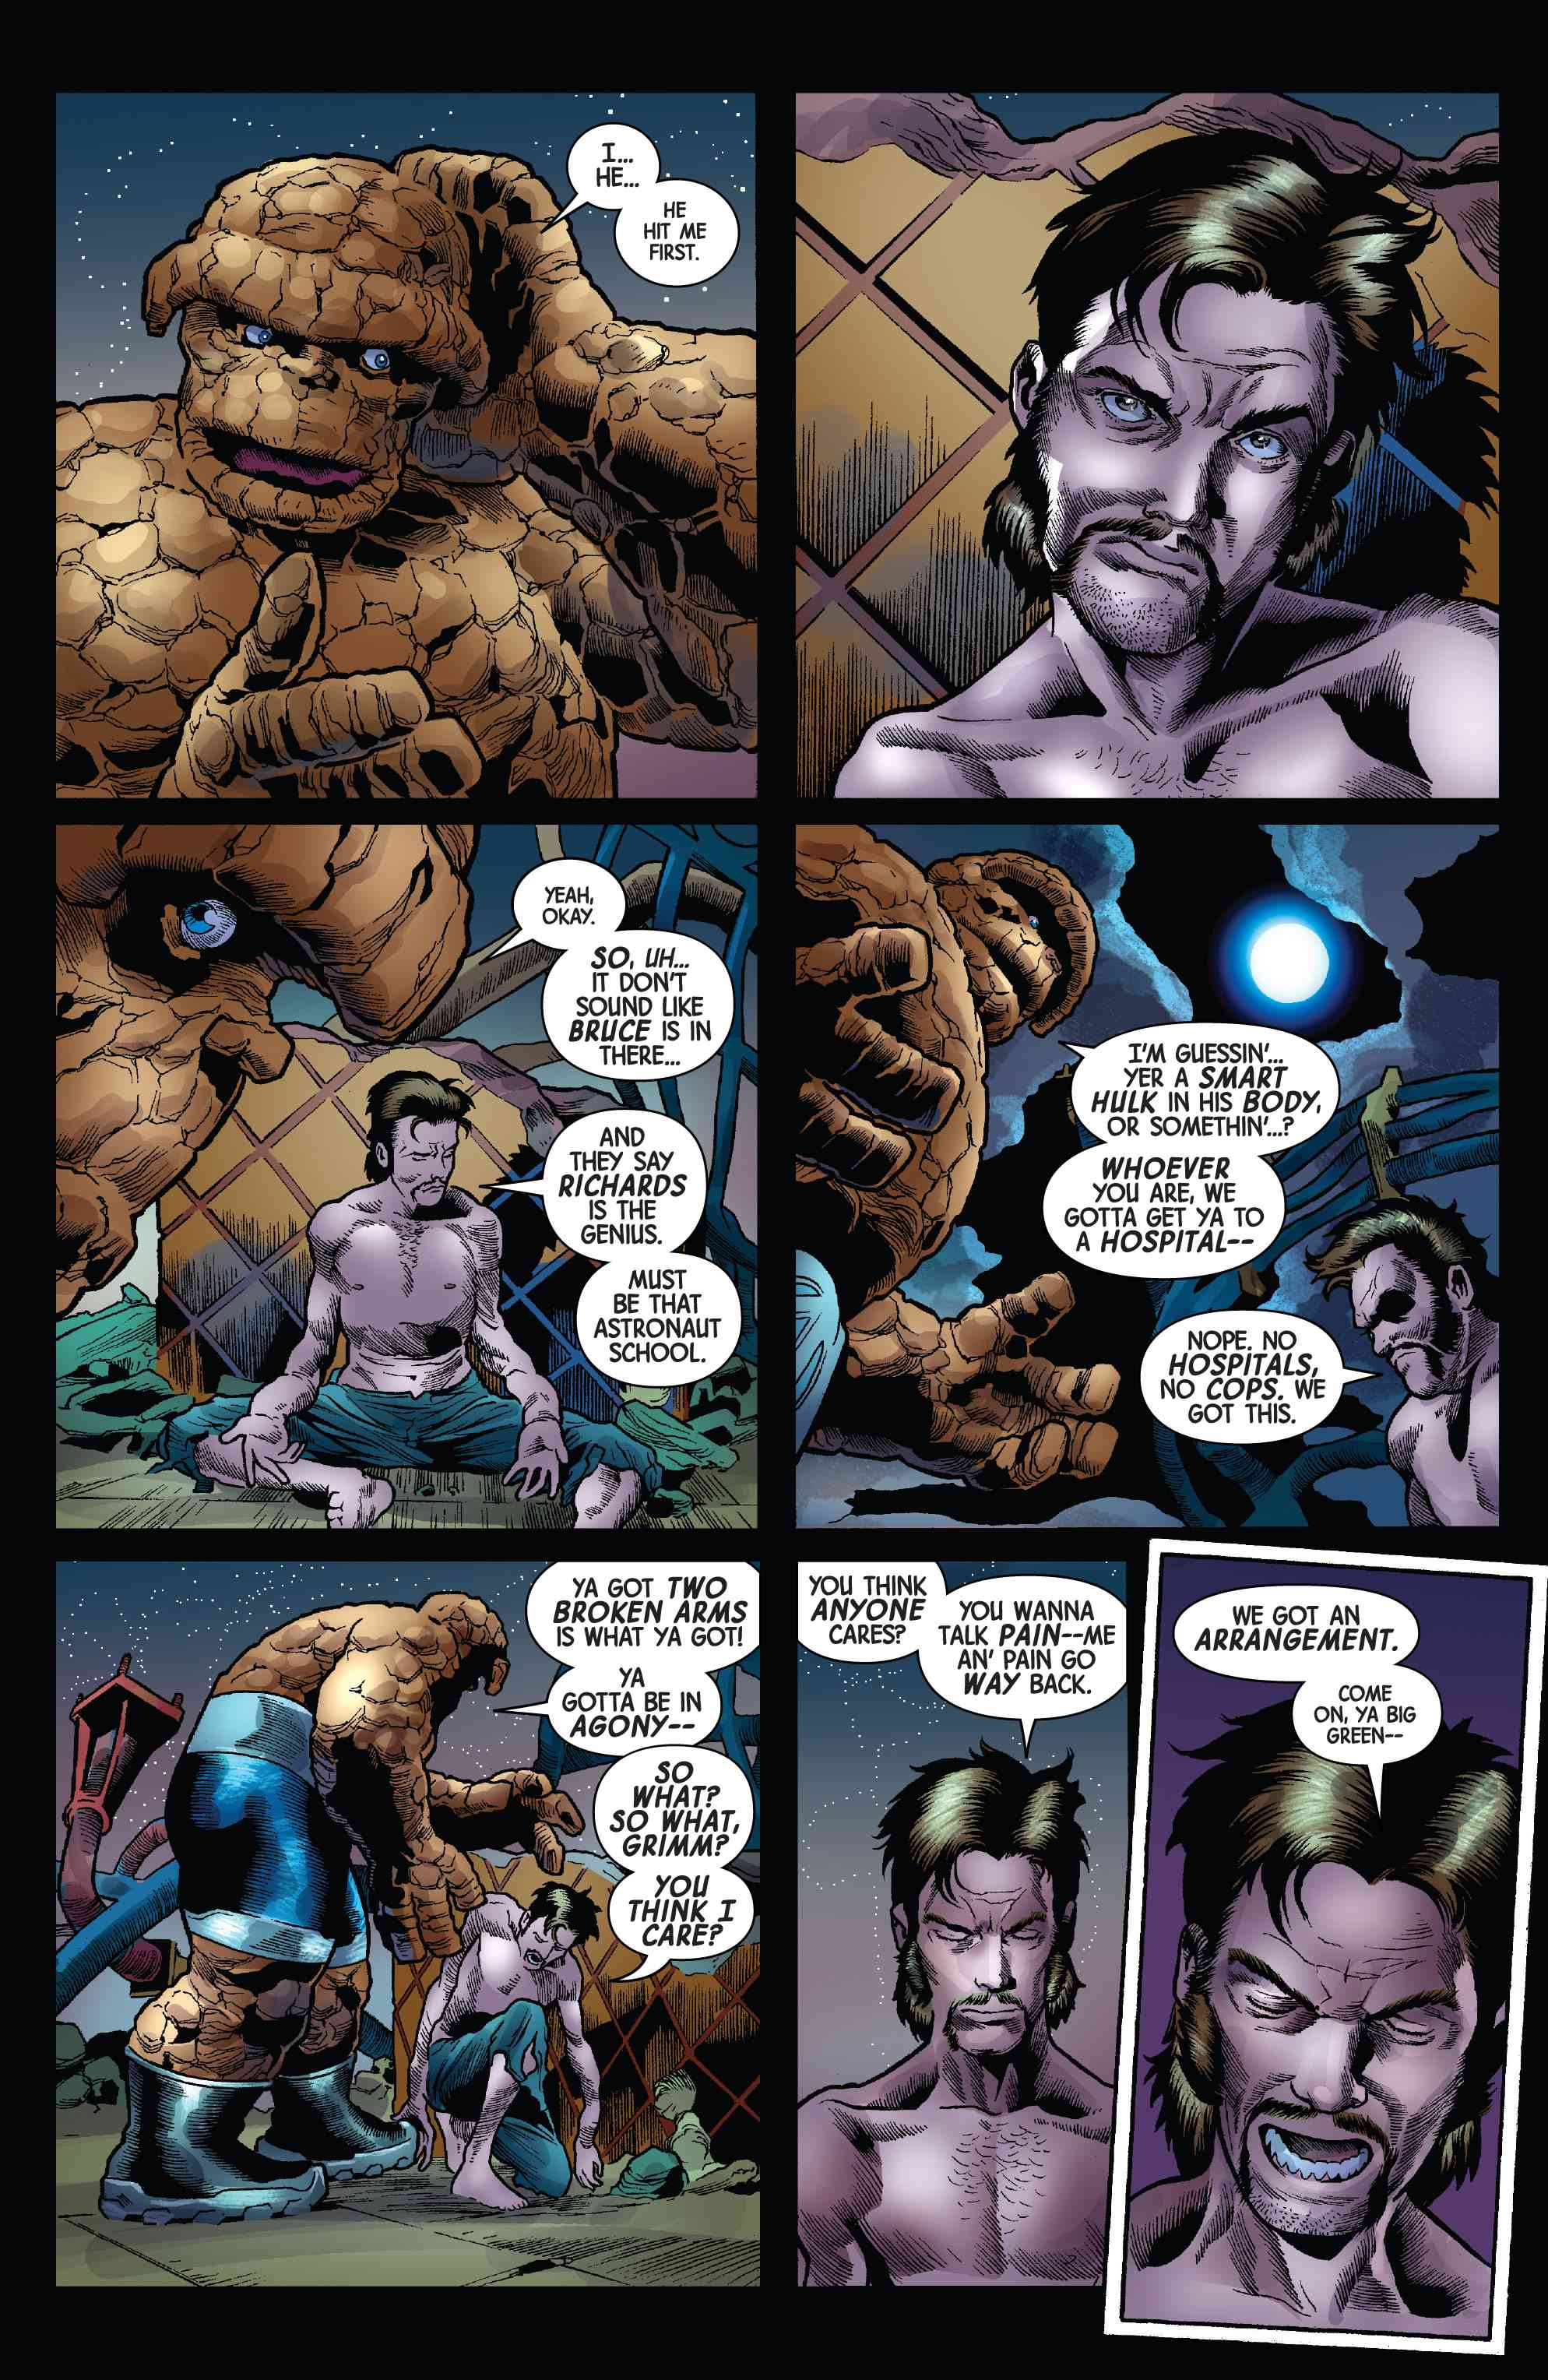 I...
HE...
HE
HIT ME
FIRST.
YEAH,
OKAY.
SO, UH...
IT DON'T
SOUND LIKE
BRUCE IS IN
THERE...
AND
THEY SAY
RICHARDS
IS THE
GENIUS.
MUST
BE THAT
ASTRONAUT
SCHOOL.
I'M GUESSIN'...
YER A SMART
HULK IN HIS BODY,
OR SOMETHIN'...?
WHOEVER
YOU ARE, WE
GOTTA GET YA TO
A HOSPITAL--
NOPE. NO
HOSPITALS,
NO COPS. WE
GOT THIS.
YA GOT TWO
BROKEN ARMS
IS WHAT YA GOT!
YA
GOTTA BE IN
AGONY--
SO
WHAT?
SO WHAT,
GRIMM?
YOU
THINK I
CARE?
YOU THINK
ANYONE
CARES?
YOU WANNA
TALK PAIN--ME
AN' PAIN GO
WAY BACK.
WE GOT AN
ARRANGEMENT.
COME
ON, YA BIG
GREEN--